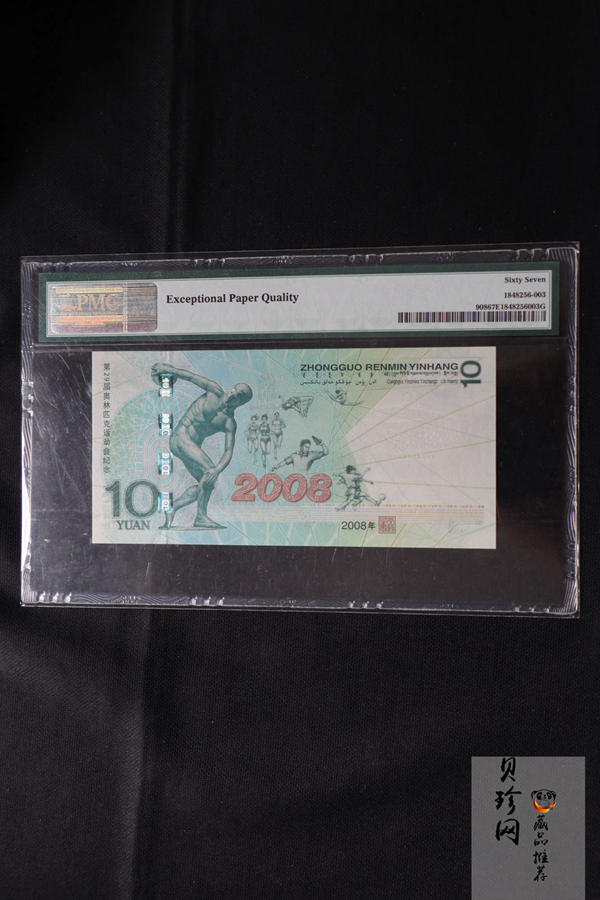 PMG
Exceptional Paper Quality
Sixty Seven
1848256-003
90867E1848256003G
第29届奥林匹克运动会纪念
ZHONGGUO RENMIN YINHANG
10
10
YUAN
2008
2008年
贝珍网
藏品推荐